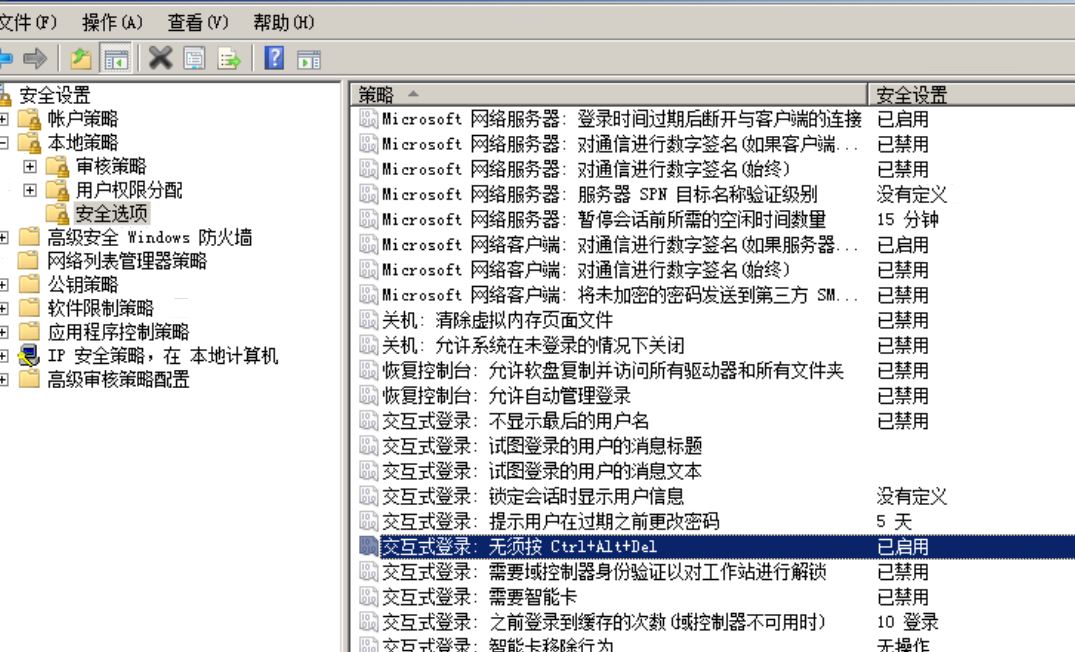 文件(F) 操作(A) 查看(V) 帮助(H)
安全设置
帐户策略
本地策略
审核策略
用户权限分配
安全选项
高级安全 Windows 防火墙
网络列表管理器策略
公钥策略
软件限制策略
应用程序控制策略
IP 安全策略，在 本地计算机
高级审核策略配置
策略 安全设置
Microsoft 网络服务器: 登录时间过期后断开与客户端的连接 已启用
Microsoft 网络服务器: 对通信进行数字签名(如果客户端... 已禁用
Microsoft 网络服务器: 对通信进行数字签名(始终) 已禁用
Microsoft 网络服务器: 服务器 SPN 目标名称验证级别 没有定义
Microsoft 网络服务器: 暂停会话前所需的空闲时间数量 15 分钟
Microsoft 网络客户端: 对通信进行数字签名(如果服务器... 已启用
Microsoft 网络客户端: 对通信进行数字签名(始终) 已禁用
Microsoft 网络客户端: 将未加密的密码发送到第三方 SM... 已禁用
关机: 清除虚拟内存页面文件 已禁用
关机: 允许系统在未登录的情况下关闭 已禁用
恢复控制台: 允许软盘复制并访问所有驱动器和所有文件夹 已禁用
恢复控制台: 允许自动管理登录 已禁用
交互式登录: 不显示最后的用户名 已禁用
交互式登录: 试图登录的用户的消息标题
交互式登录: 试图登录的用户的消息文本
交互式登录: 锁定会话时显示用户信息 没有定义
交互式登录: 提示用户在过期之前更改密码 5 天
交互式登录: 无须按 Ctrl+Alt+Del 已启用
交互式登录: 需要域控制器身份验证以对工作站进行解锁 已禁用
交互式登录: 需要智能卡 已禁用
交互式登录: 之前登录到缓存的次数(域控制器不可用时) 10 登录
交互式登录: 智能卡移除行为 无操作